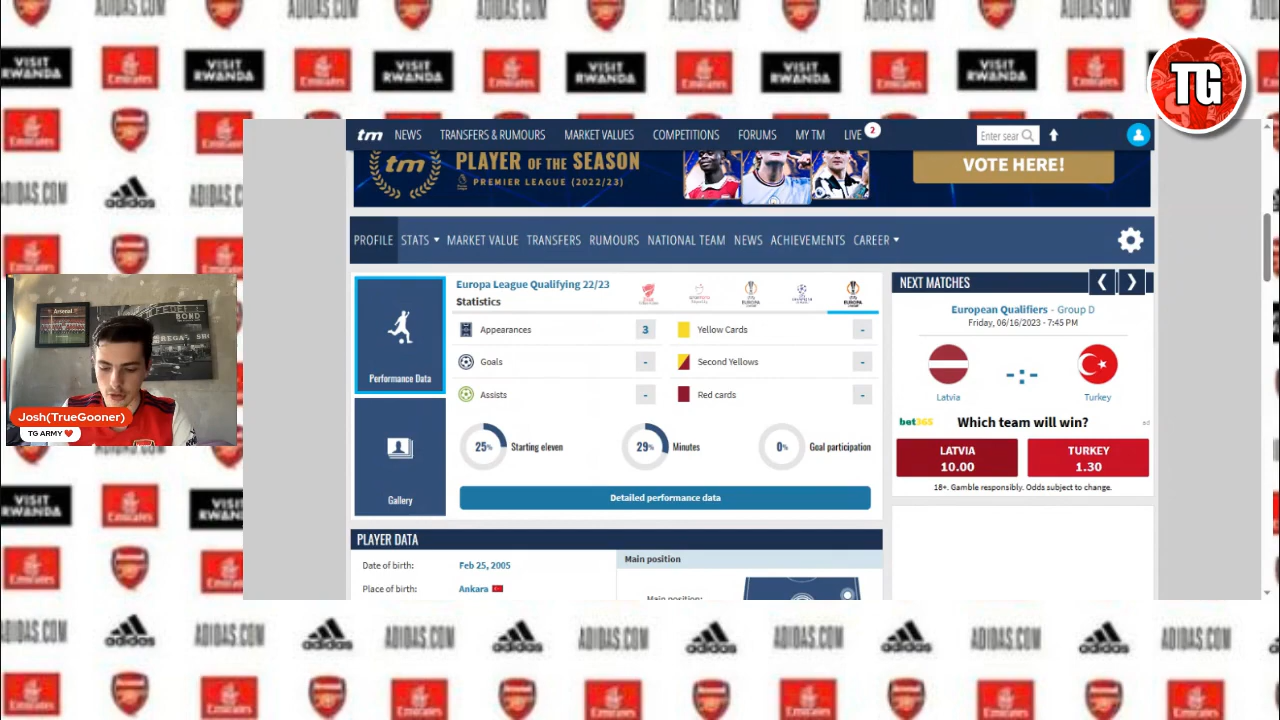 TG
tm
NEWS
TRANSFERS & RUMOURS
MARKET VALUES
COMPETITIONS
FORUMS
MY TM
LIVE
2
Enter sear
tm
PLAYER OF THE SEASON
PREMIER LEAGUE (2022/23)
VOTE HERE!
PROFILE
STATS
MARKET VALUE
TRANSFERS
RUMOURS
NATIONAL TEAM
NEWS
ACHIEVEMENTS
CAREER
Performance Data
Gallery
Europa League Qualifying 22/23
Statistics
Appearances 3
Yellow Cards -
Goals -
Second Yellows -
Assists -
Red cards -
25% Starting eleven
29% Minutes
0% Goal participation
Detailed performance data
PLAYER DATA
Date of birth: Feb 25, 2005
Place of birth: Ankara
Main position
Main position:
NEXT MATCHES
European Qualifiers - Group D
Friday, 06/16/2023 - 7:45 PM
Latvia
-:-
Turkey
bet365
Which team will win?
ad
LATVIA
10.00
TURKEY
1.30
18+. Gamble responsibly. Odds subject to change.
Josh(TrueGooner)
TG ARMY ❤️
ADIDAS.COM
VISIT
RWANDA
Emirates
Arsenal
adidas